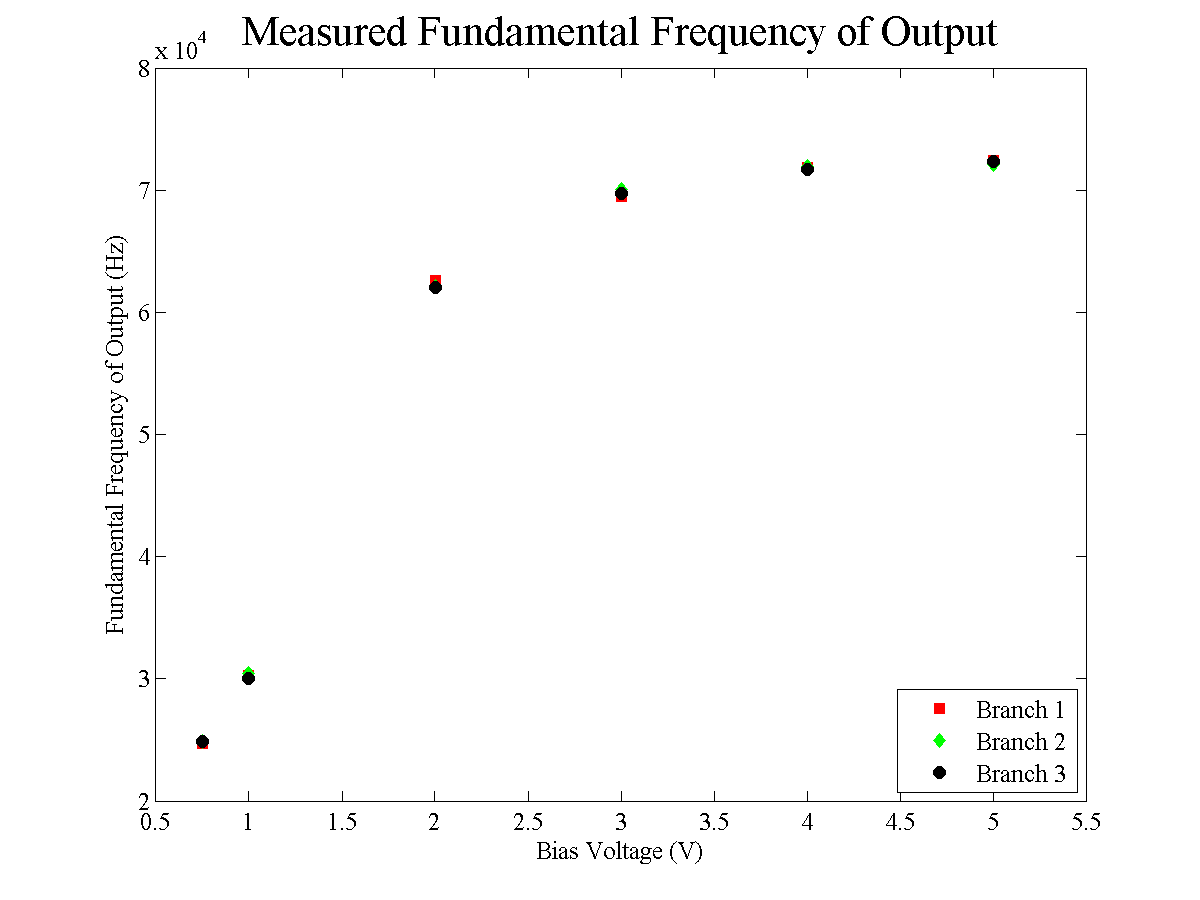 Measured Fundamental Frequency of Output
x 10^4
8
7
6
5
4
3
2
Fundamental Frequency of Output (Hz)
0.5 1 1.5 2 2.5 3 3.5 4 4.5 5 5.5
Bias Voltage (V)
Branch 1
Branch 2
Branch 3